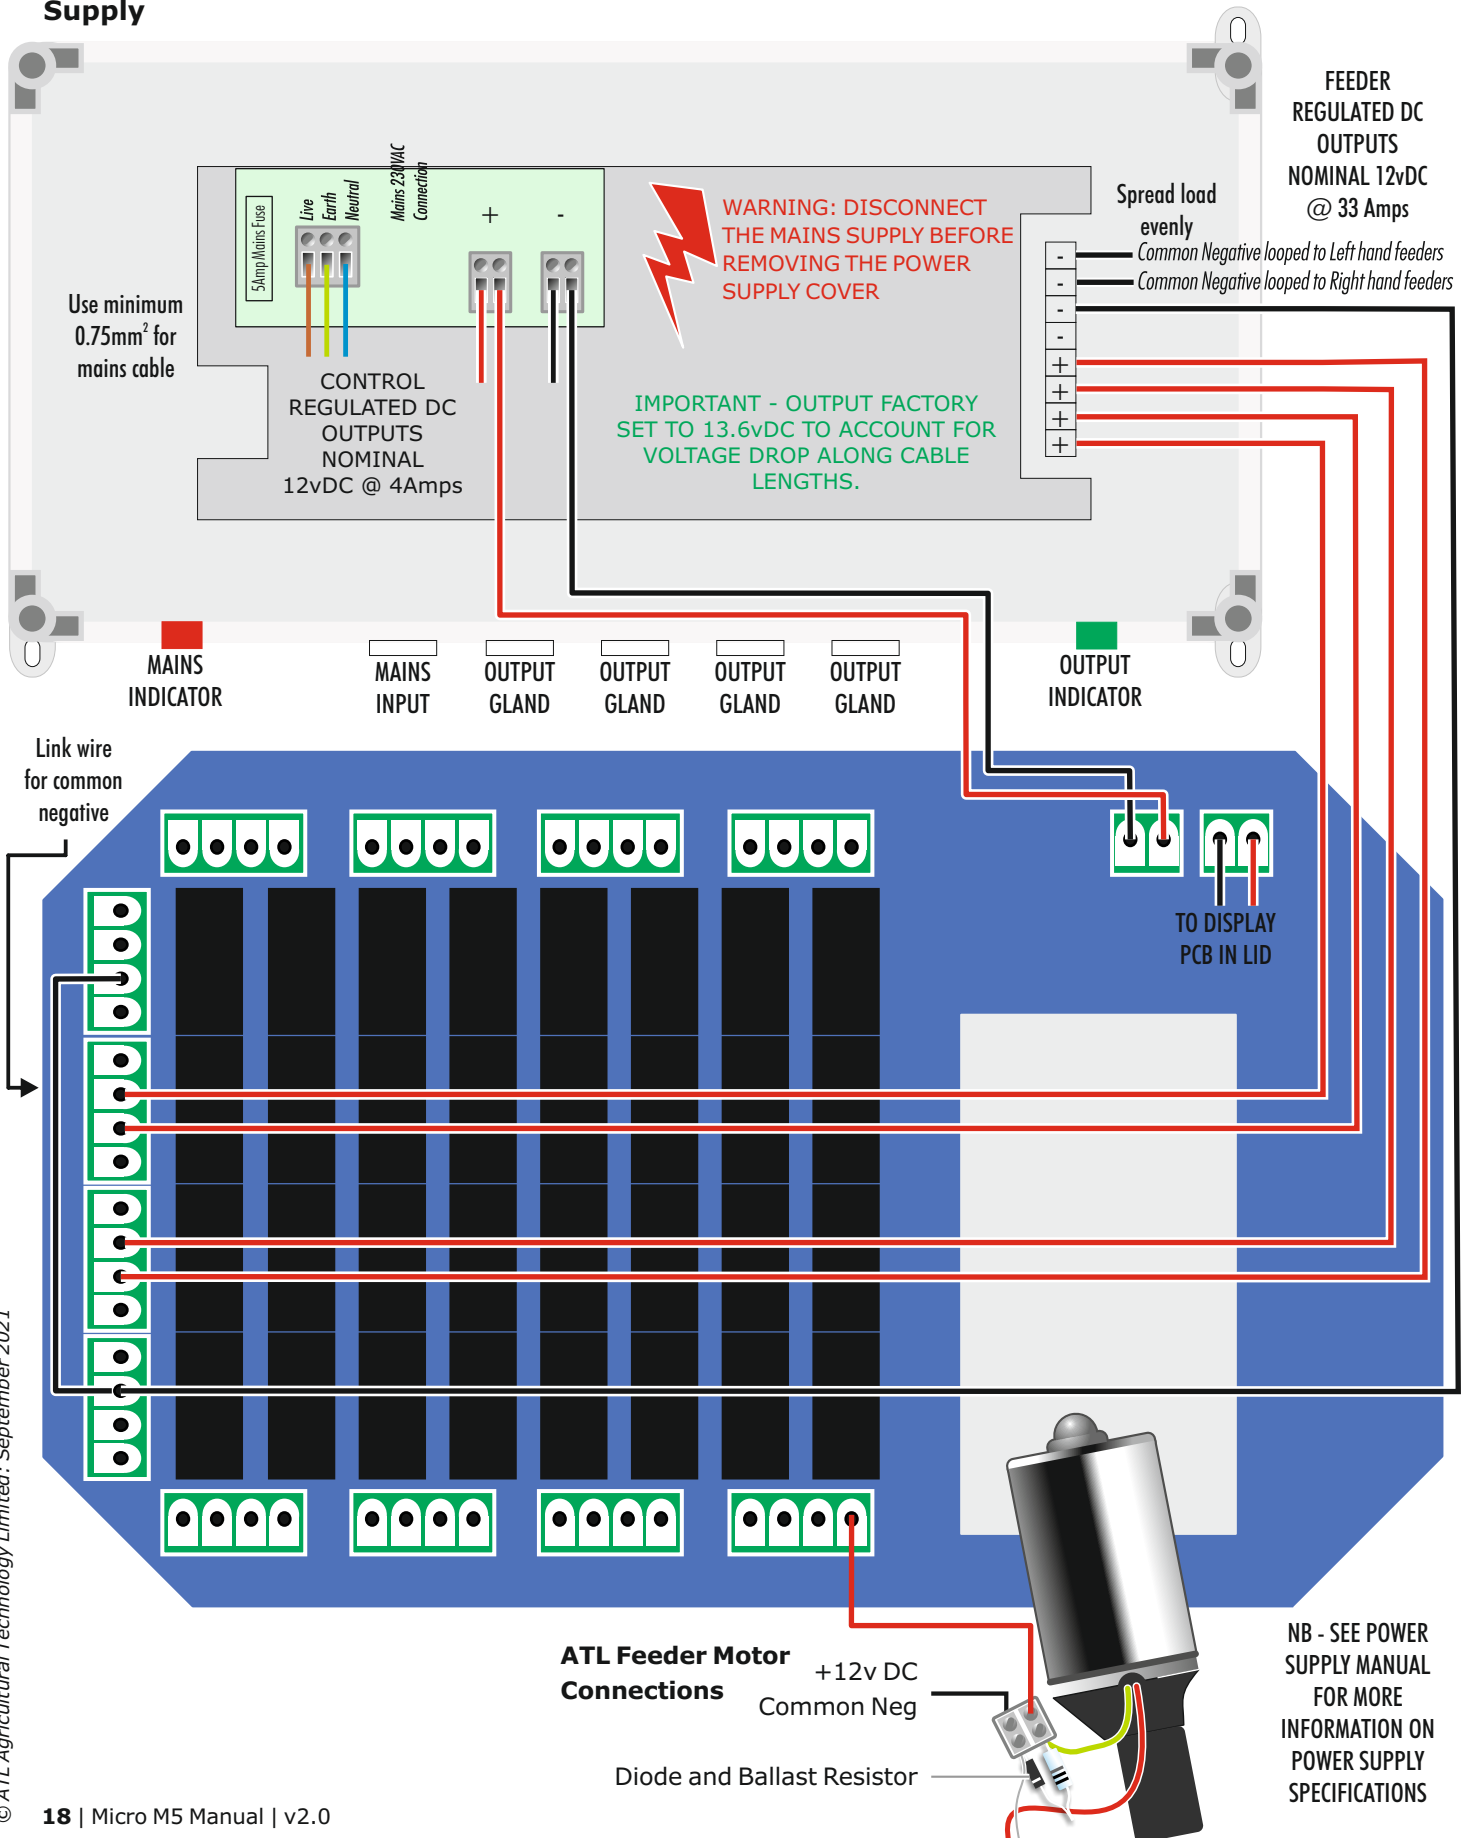 Supply
FEEDER
REGULATED DC
OUTPUTS
NOMINAL 12vDC
@ 33 Amps
5Amp Mains Fuse
Live
Earth
Neutral
Mains 230VAC
Connection
+
-
WARNING: DISCONNECT
THE MAINS SUPPLY BEFORE
REMOVING THE POWER
SUPPLY COVER
Spread load
evenly
- Common Negative looped to Left hand feeders
- Common Negative looped to Right hand feeders
-
-
+
+
+
+
Use minimum
0.75mm² for
mains cable
CONTROL
REGULATED DC
OUTPUTS
NOMINAL
12vDC @ 4Amps
IMPORTANT - OUTPUT FACTORY
SET TO 13.6vDC TO ACCOUNT FOR
VOLTAGE DROP ALONG CABLE
LENGTHS.
MAINS
INDICATOR
MAINS
INPUT
OUTPUT
GLAND
OUTPUT
GLAND
OUTPUT
GLAND
OUTPUT
GLAND
OUTPUT
INDICATOR
Link wire
for common
negative
TO DISPLAY
PCB IN LID
ATL Feeder Motor
Connections
+12v DC
Common Neg
Diode and Ballast Resistor
NB - SEE POWER
SUPPLY MANUAL
FOR MORE
INFORMATION ON
POWER SUPPLY
SPECIFICATIONS
© ATL Agricultural Technology Limited: September 2021
18 | Micro M5 Manual | v2.0